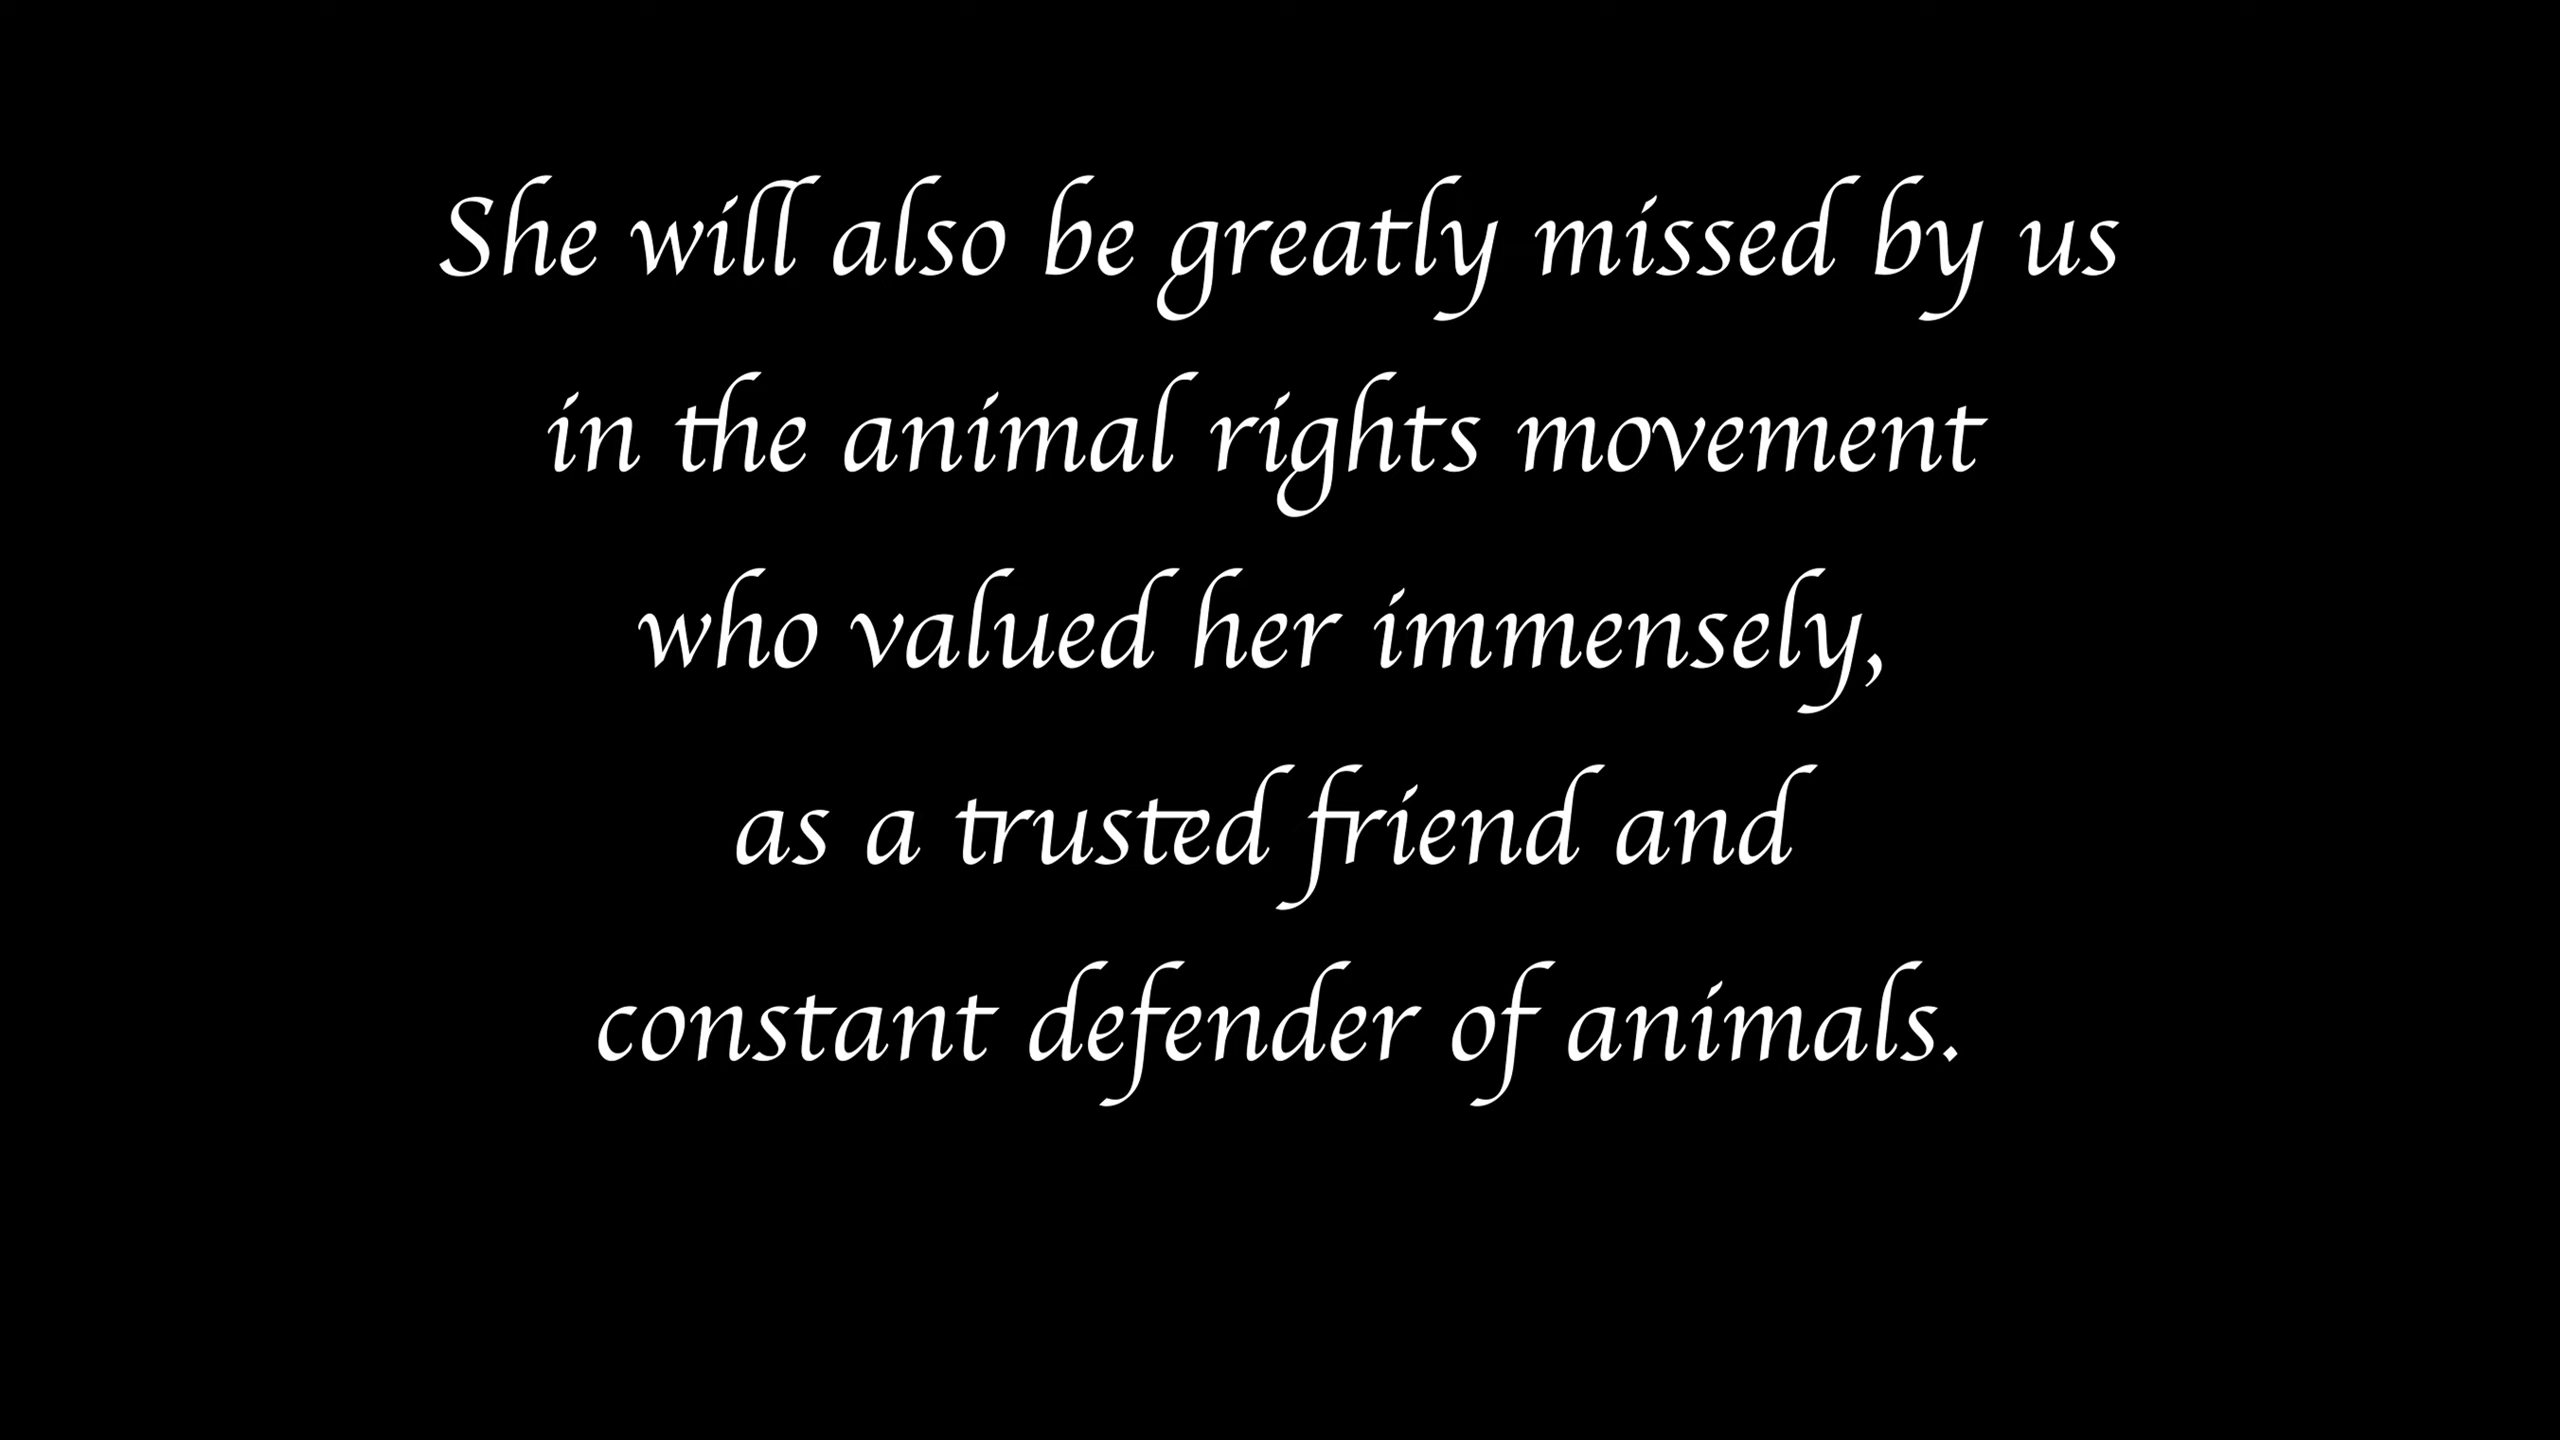 She will also be greatly missed by us
in the animal rights movement
who valued her immensely,
as a trusted friend and
constant defender of animals.